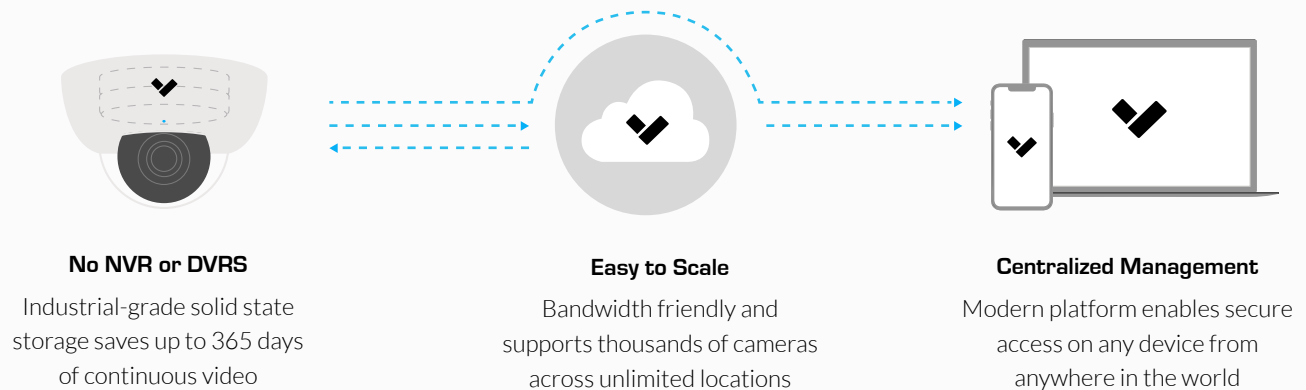 No NVR or DVRS
Industrial-grade solid state
storage saves up to 365 days
of continuous video
Easy to Scale
Bandwidth friendly and
supports thousands of cameras
across unlimited locations
Centralized Management
Modern platform enables secure
access on any device from
anywhere in the world